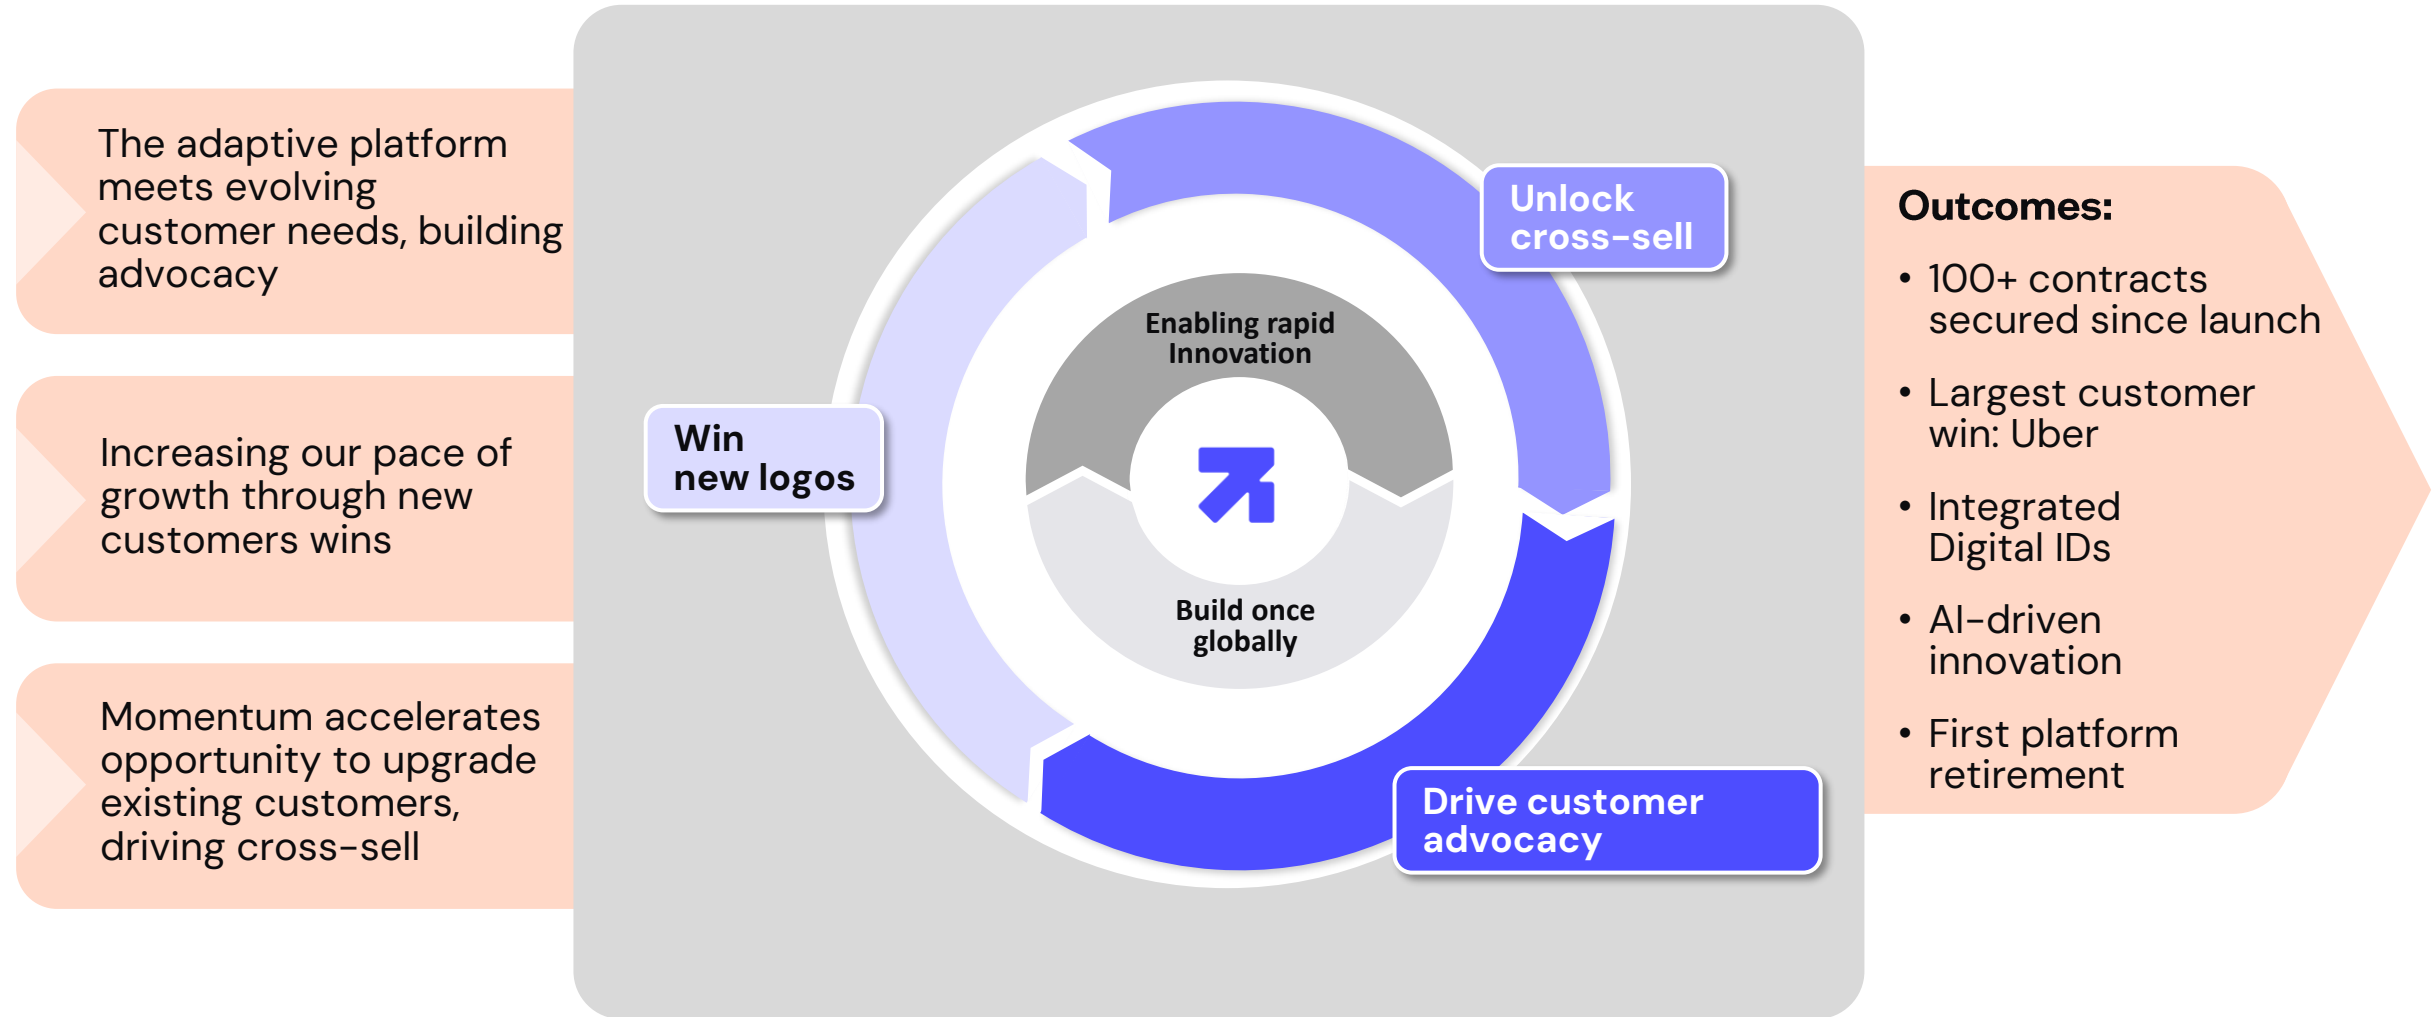 The adaptive platform
meets evolving
customer needs, building
advocacy
Increasing our pace of
growth through new
customers wins
Momentum accelerates
opportunity to upgrade
existing customers,
driving cross-sell
Unlock
cross-sell
Enabling rapid
Innovation
Win
new logos
Build once
globally
Drive customer
advocacy
Outcomes:
• 100+ contracts
secured since launch
• Largest customer
win: Uber
• Integrated
Digital IDs
• AI-driven
innovation
• First platform
retirement